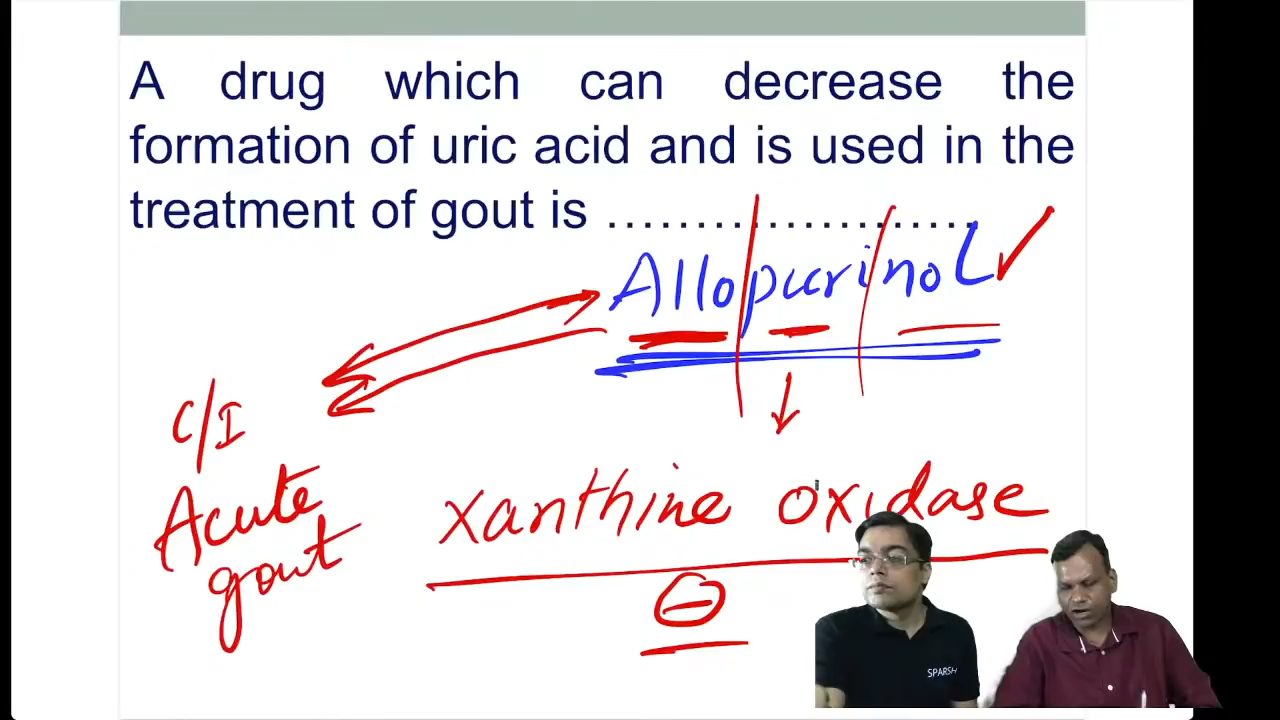 A drug which can decrease the
formation of uric acid and is used in the
treatment of gout is ………………….
Allopurinol ✓
C/I
Acute
gout
xanthine oxidase
⊖
SPARSH